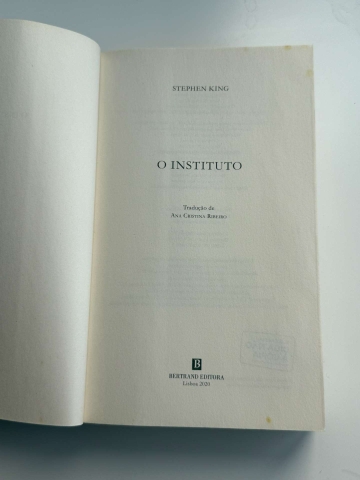 STEPHEN KING
O INSTITUTO
Tradução de
Ana Cristina Ribeiro
B
BERTRAND EDITORA
Lisboa 2020